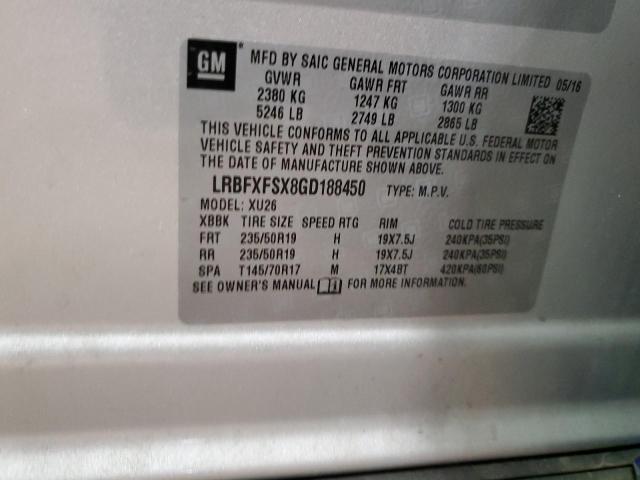 GM
MFD BY SAIC GENERAL MOTORS CORPORATION LIMITED 05/16
GVWR GAWR FRT GAWR RR
2380 KG 1247 KG 1300 KG
5246 LB 2749 LB 2865 LB
THIS VEHICLE CONFORMS TO ALL APPLICABLE U.S. FEDERAL MOTOR
VEHICLE SAFETY AND THEFT PREVENTION STANDARDS IN EFFECT ON
THE DATE OF MANUFACTURE SHOWN ABOVE.
LRBFXFSX8GD188450 TYPE: M.P.V.
MODEL: XU26
XBBK TIRE SIZE SPEED RTG RIM COLD TIRE PRESSURE
FRT 235/50R19 H 19X7.5J 240KPA(35PSI)
RR 235/50R19 H 19X7.5J 240KPA(35PSI)
SPA T145/70R17 M 17X4BT 420KPA(60PSI)
SEE OWNER'S MANUAL FOR MORE INFORMATION.